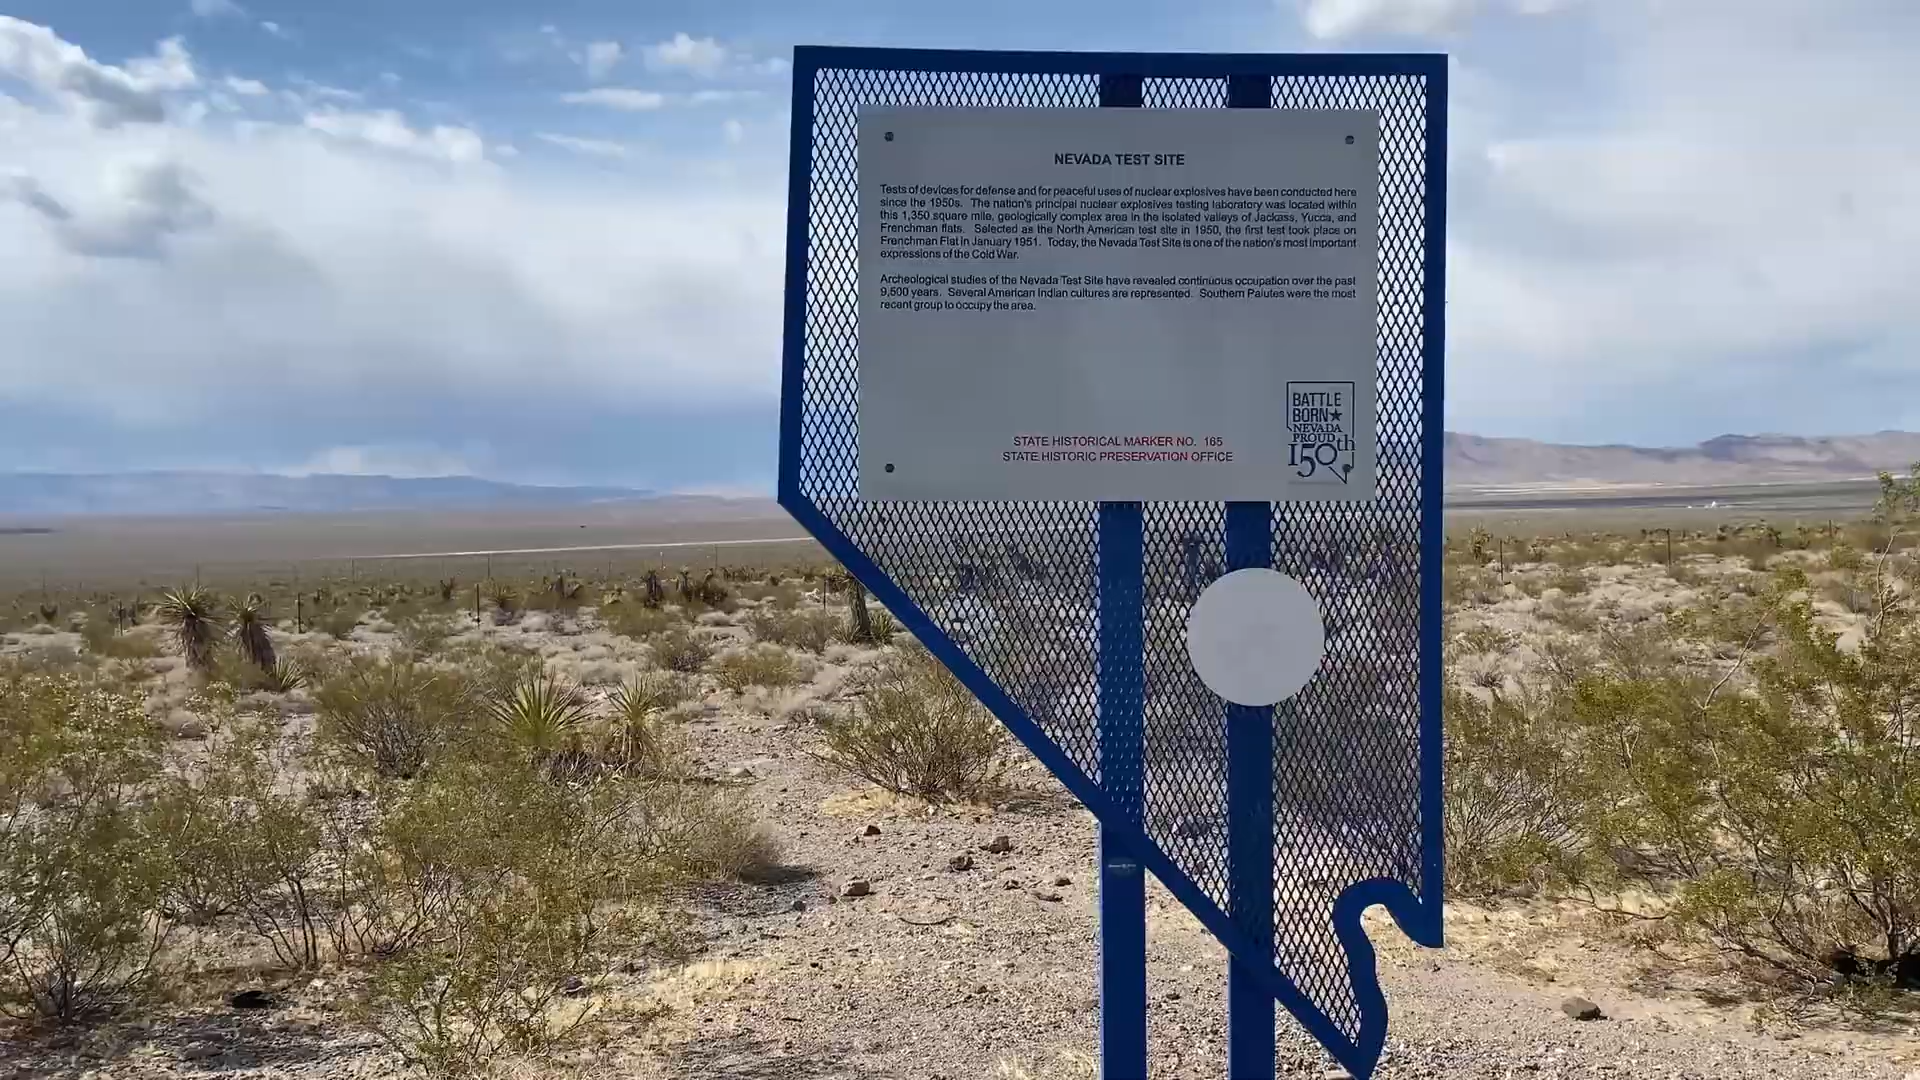 NEVADA TEST SITE
Tests of devices for defense and for peaceful uses of nuclear explosives have been conducted here
since the 1950s. The nation's principal nuclear explosives testing laboratory was located within
this 1,350 square mile, geologically complex area in the isolated valleys of Jackass, Yucca, and
Frenchman flats. Selected as the North American test site in 1950, the first test took place on
Frenchman Flat in January 1951. Today, the Nevada Test Site is one of the nation's most important
expressions of the Cold War.
Archeological studies of the Nevada Test Site have revealed continuous occupation over the past
9,500 years. Several American Indian cultures are represented. Southern Paiutes were the most
recent group to occupy the area.
BATTLE
BORN
NEVADA
PROUD
150th
STATE HISTORICAL MARKER NO. 165
STATE HISTORIC PRESERVATION OFFICE